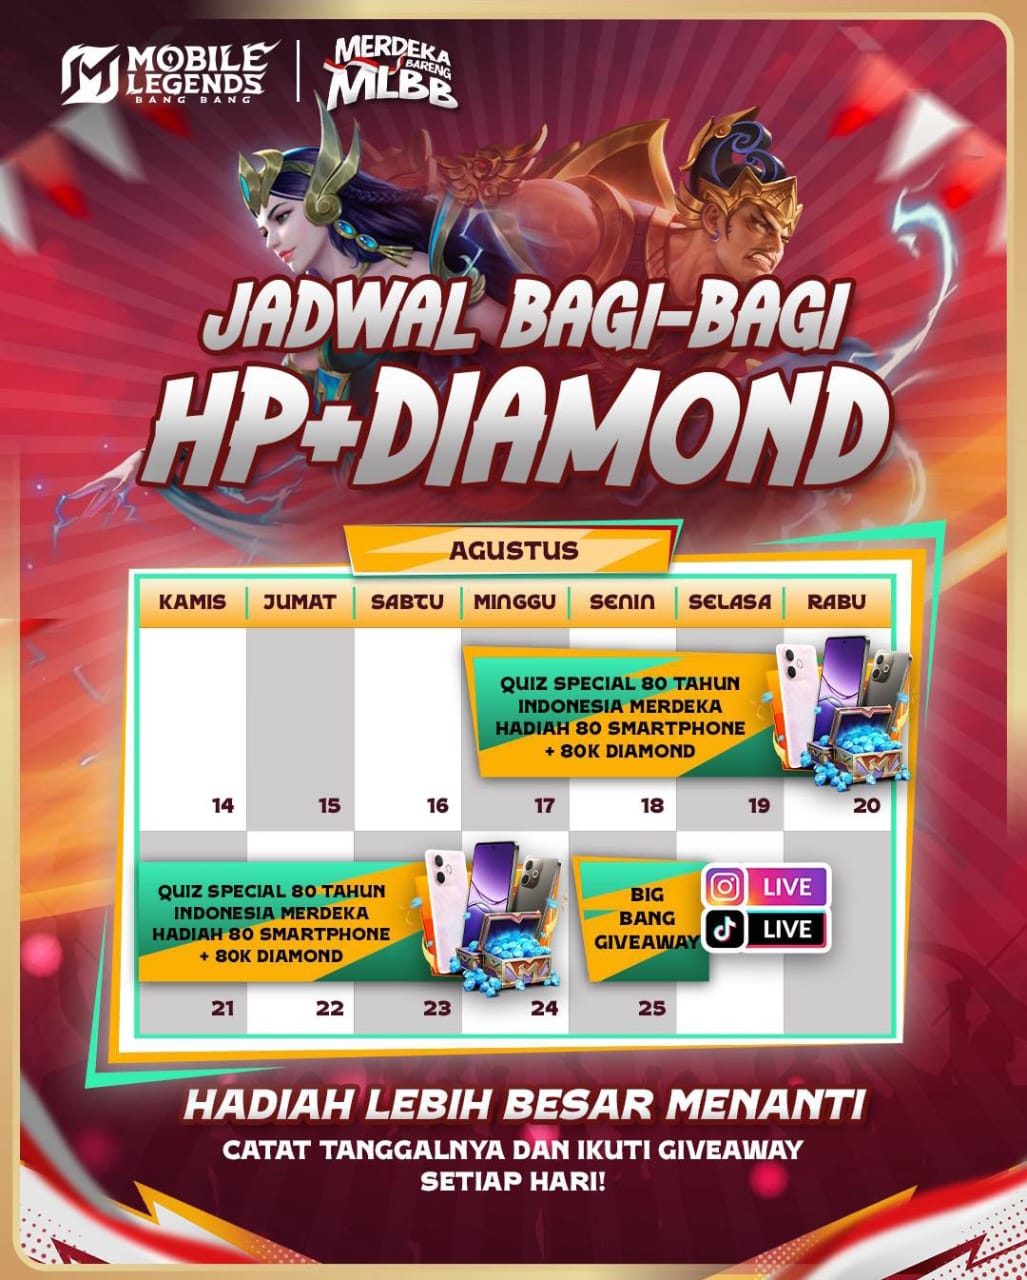 MOBILE
LEGENDS
BANG BANG
MERDEKA
BARENG
MLBB
JADWAL BAGI-BAGI
HP+DIAMOND
AGUSTUS
KAMIS JUMAT SABTU MINGGU SENIN SELASA RABU
QUIZ SPECIAL 80 TAHUN
INDONESIA MERDEKA
HADIAH 80 SMARTPHONE
+ 80K DIAMOND
14 15 16 17 18 19 20
QUIZ SPECIAL 80 TAHUN
INDONESIA MERDEKA
HADIAH 80 SMARTPHONE
+ 80K DIAMOND
BIG
BANG
GIVEAWAY
LIVE
LIVE
21 22 23 24 25
HADIAH LEBIH BESAR MENANTI
CATAT TANGGALNYA DAN IKUTI GIVEAWAY
SETIAP HARI!